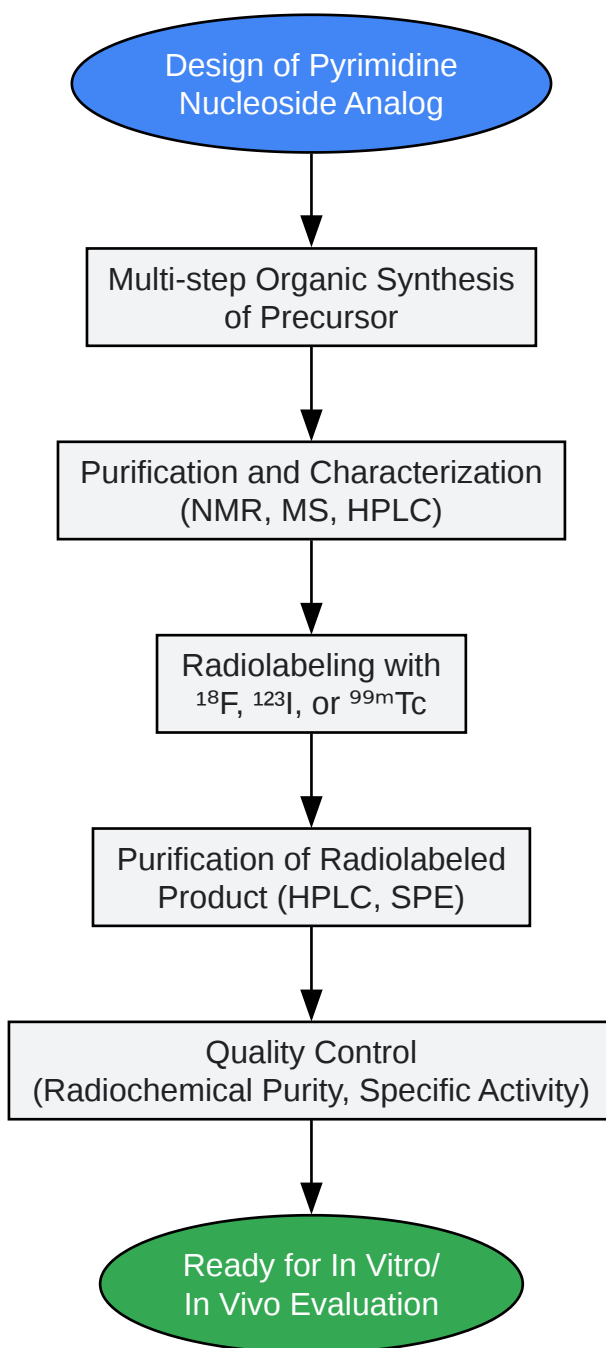 Design of Pyrimidine
Nucleoside Analog
Multi-step Organic Synthesis
of Precursor
Purification and Characterization
(NMR, MS, HPLC)
Radiolabeling with
¹⁸F, ¹²³I, or ⁹⁹ᵐTc
Purification of Radiolabeled
Product (HPLC, SPE)
Quality Control
(Radiochemical Purity, Specific Activity)
Ready for In Vitro/
In Vivo Evaluation